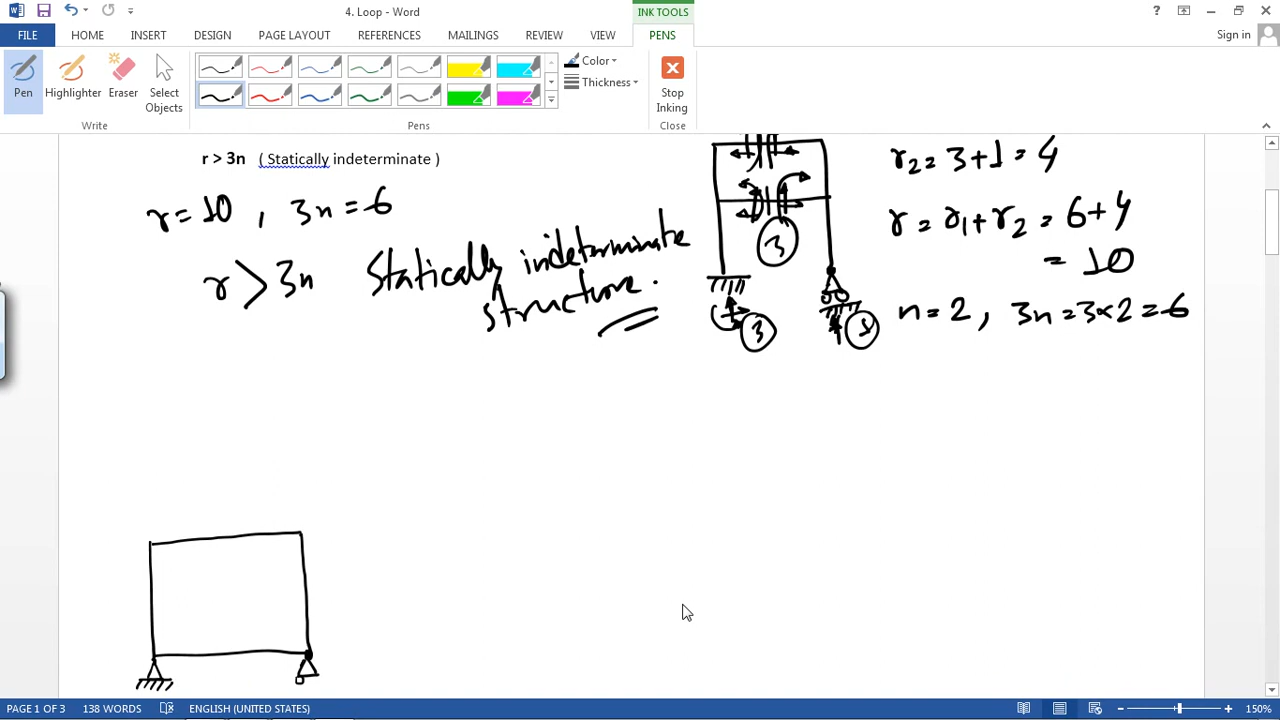 4. Loop - Word
INK TOOLS
?
FILE
HOME
INSERT
DESIGN
PAGE LAYOUT
REFERENCES
MAILINGS
REVIEW
VIEW
PENS
Sign in
Pen
Highlighter
Eraser
Select
Objects
Color
Thickness
Stop
Inking
Write
Pens
Close
r > 3n ( Statically indeterminate )
r = 10 , 3n = 6
r > 3n Statically indeterminate
structure.
3
3
1
r2 = 3+1 = 4
r = r1+r2 = 6+4
= 10
n = 2 , 3n = 3×2 = 6
PAGE 1 OF 3
138 WORDS
ENGLISH (UNITED STATES)
150%